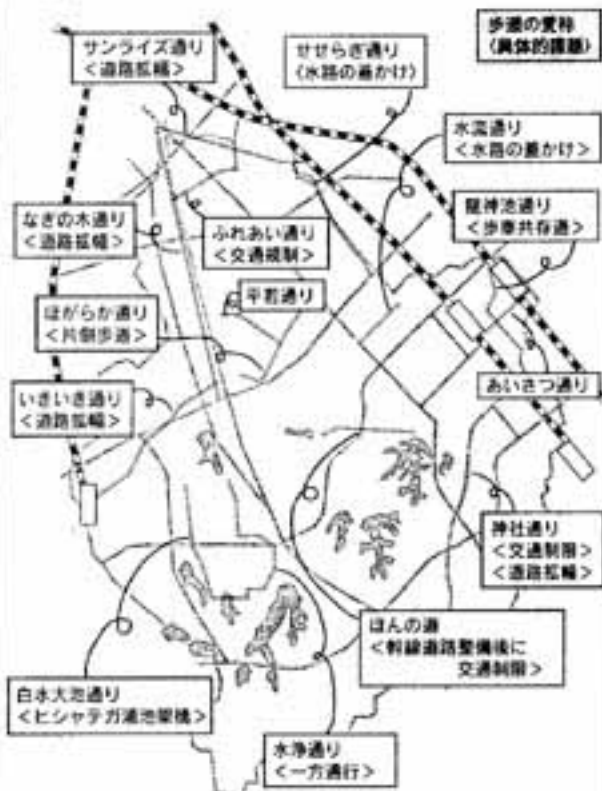 歩道の愛称
（具体的課題）
サンライズ通り
＜道路拡幅＞
せせらぎ通り
（水路の蓋かけ）
水流通り
＜水路の蓋かけ＞
龍神池通り
＜歩車共存道＞
なぎの木通り
＜道路拡幅＞
ふれあい通り
＜交通規制＞
平若通り
ほがらか通り
＜片側歩道＞
あいさつ通り
いきいき通り
＜道路拡幅＞
神社通り
＜交通制限＞
＜道路拡幅＞
ほんの道
＜幹線道路整備後に
交通制限＞
白水大池通り
＜ヒシャテガ浦池架橋＞
水浄通り
＜一方通行＞